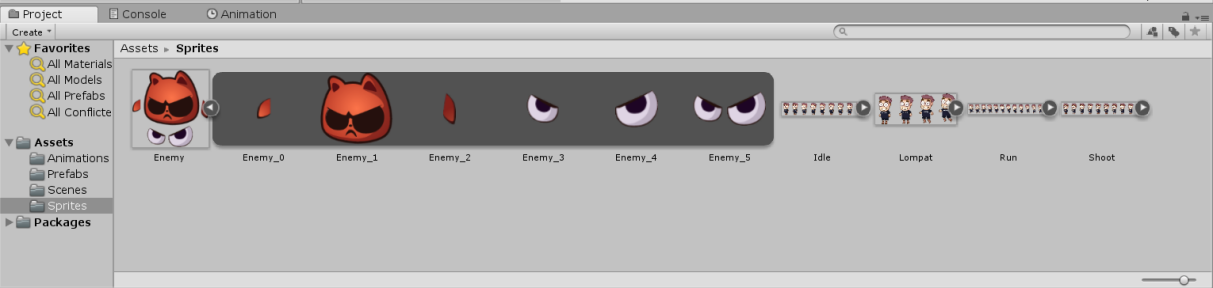 Project Console Animation
Create
Favorites
All Materials
All Models
All Prefabs
All Conflicte
Assets
Animations
Prefabs
Scenes
Sprites
Packages
Assets Sprites
Enemy Enemy_0 Enemy_1 Enemy_2 Enemy_3 Enemy_4 Enemy_5 Idle Lompat Run Shoot